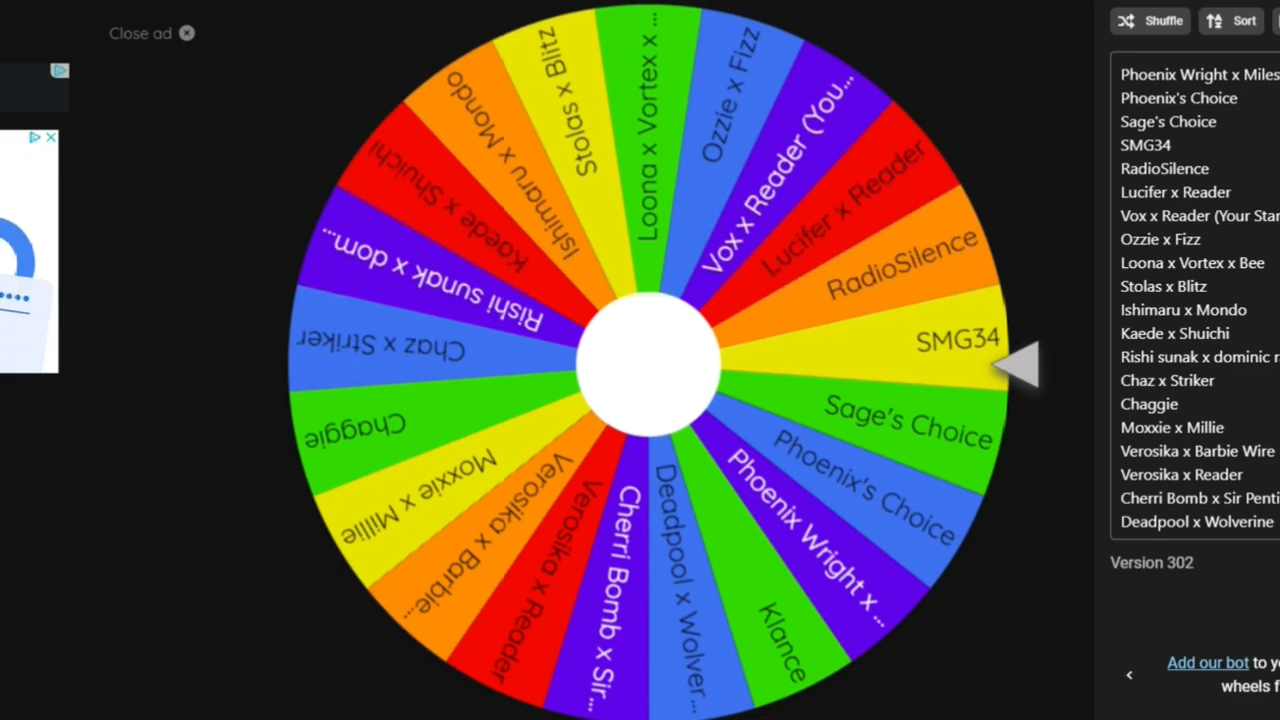 Close ad
Stolas x Blitz
Loona x Vortex x ...
Ozzie x Fizz
Vox x Reader (You...
Lucifer x Reader
RadioSilence
SMG34
Sage's Choice
Phoenix's Choice
Phoenix Wright x ...
Klance
Deadpool x Wolver...
Cherri Bomb x Sir...
Verosika x Reader
Verosika x Barbie...
Moxxie x Millie
Chaggie
Chaz x Striker
Rishi sunak x dom...
Kaede x Shuichi
Ishimaru x Mondo
Shuffle
Sort
Phoenix Wright x Miles
Phoenix's Choice
Sage's Choice
SMG34
RadioSilence
Lucifer x Reader
Vox x Reader (Your Star
Ozzie x Fizz
Loona x Vortex x Bee
Stolas x Blitz
Ishimaru x Mondo
Kaede x Shuichi
Rishi sunak x dominic r
Chaz x Striker
Chaggie
Moxxie x Millie
Verosika x Barbie Wire
Verosika x Reader
Cherri Bomb x Sir Penti
Deadpool x Wolverine
Version 302
Add our bot to yo
wheels f